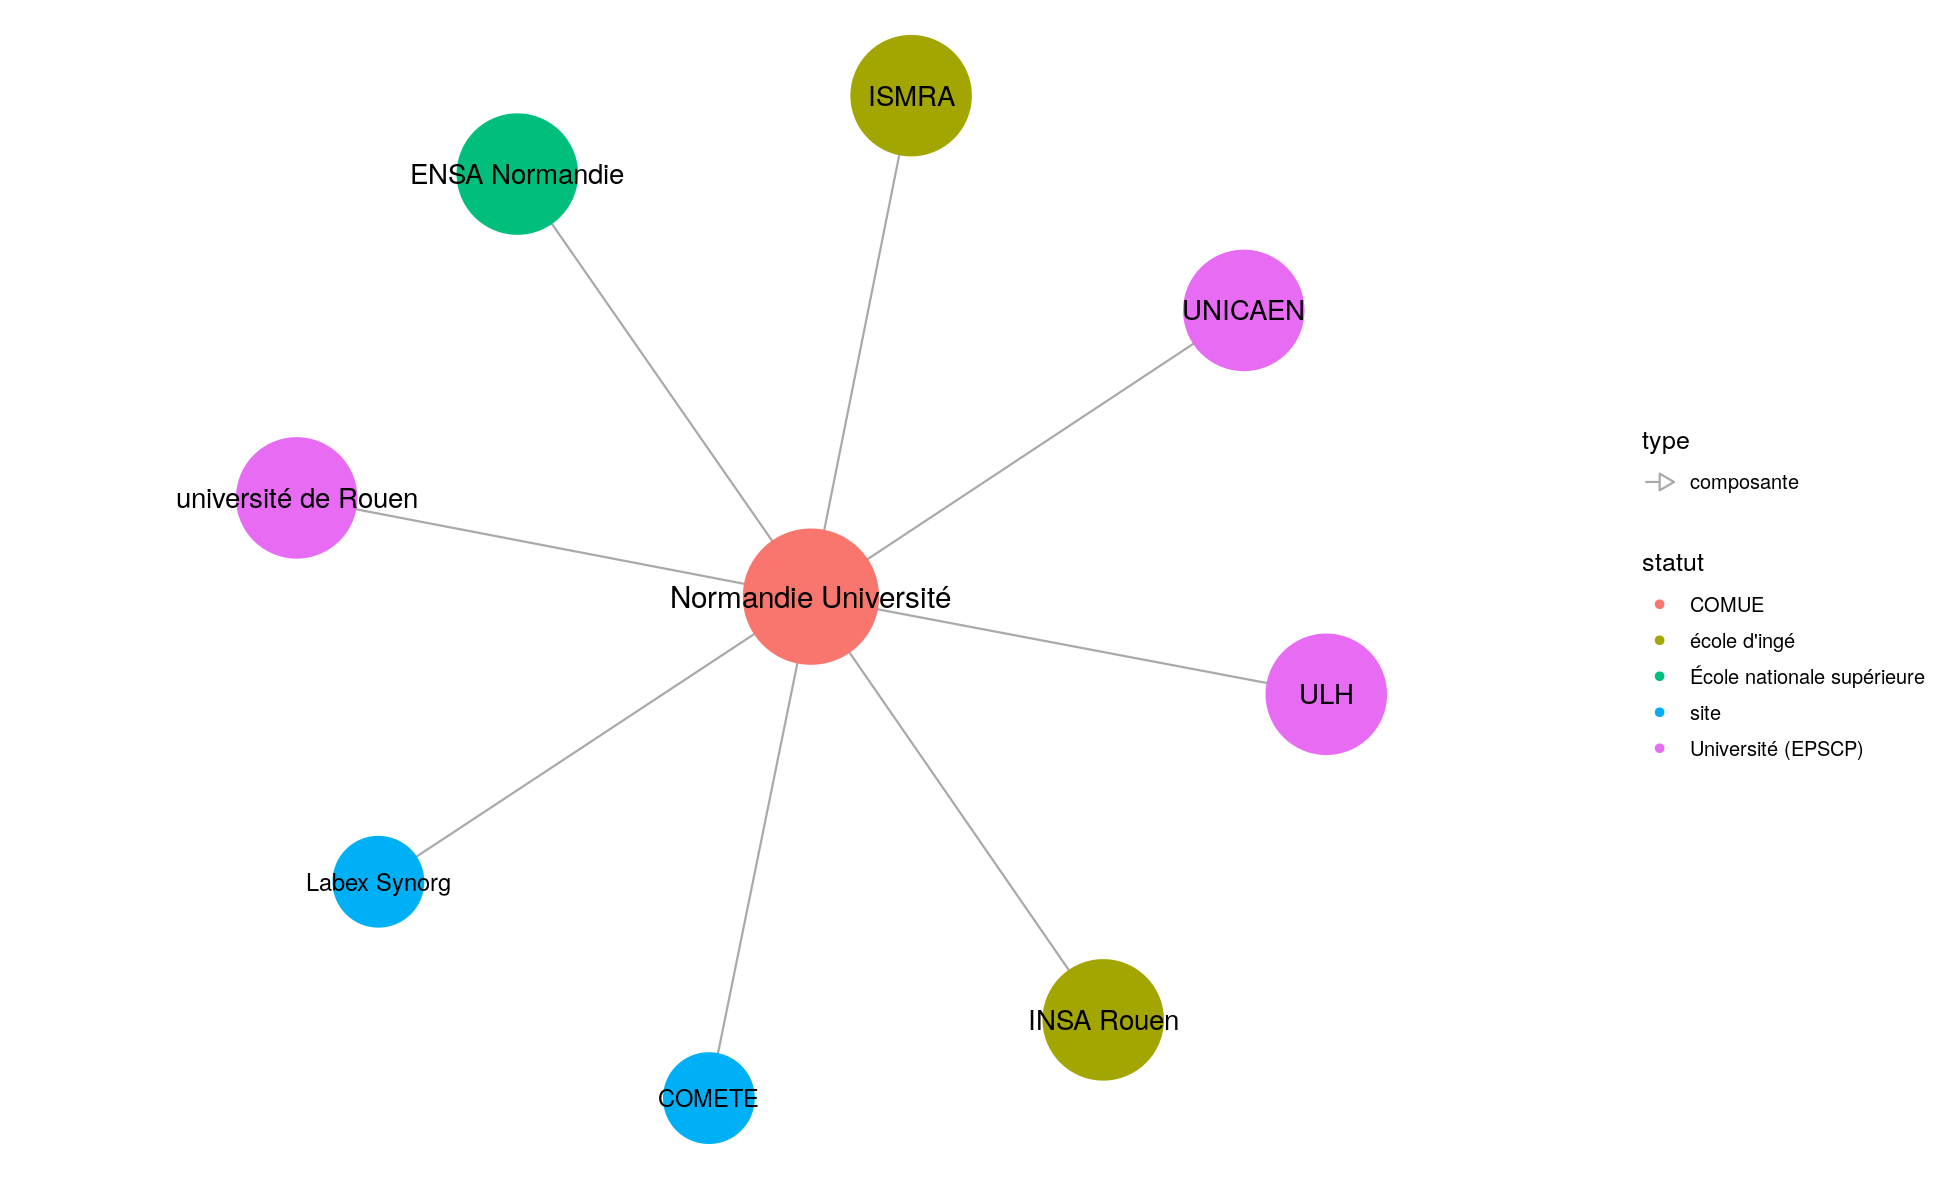 ISMRA
ENSA Normandie
UNICAEN
université de Rouen
Normandie Université
ULH
Labex Synorg
INSA Rouen
COMETE
type
composante
statut
COMUE
école d'ingé
École nationale supérieure
site
Université (EPSCP)